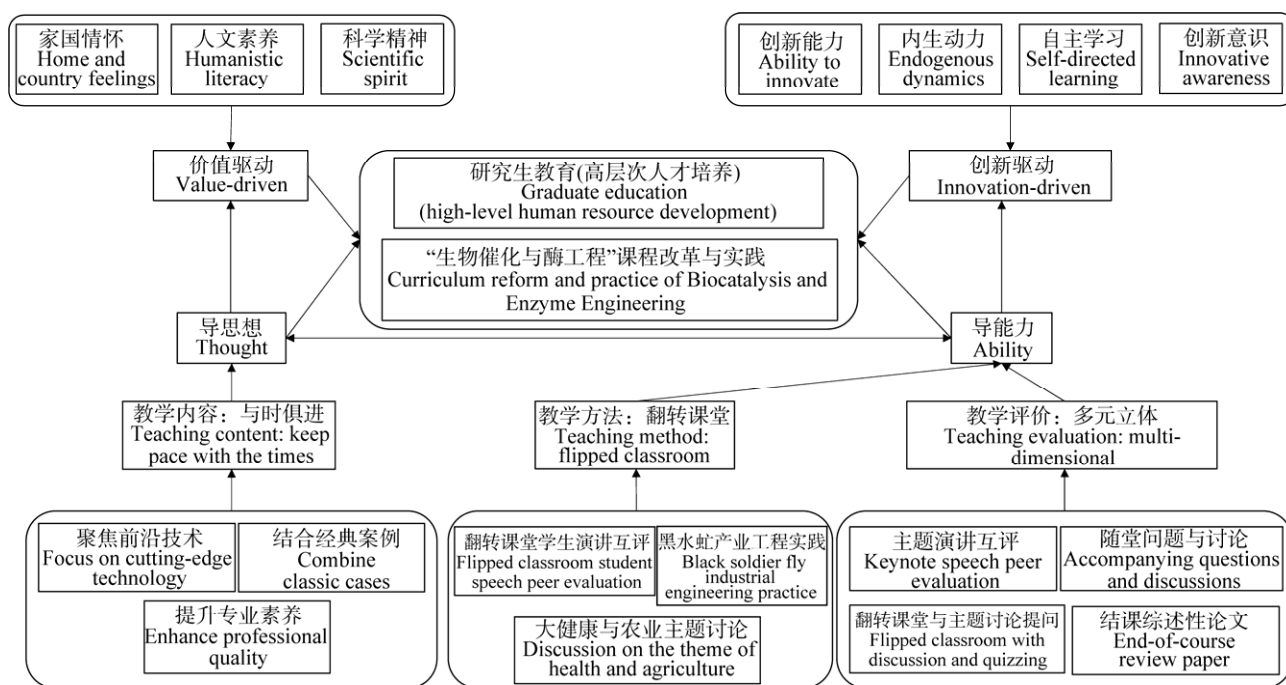 家国情怀
Home and
country feelings
人文素养
Humanistic
literacy
科学精神
Scientific
spirit
创新能力
Ability to
innovate
内生动力
Endogenous
dynamics
自主学习
Self-directed
learning
创新意识
Innovative
awareness
价值驱动
Value-driven
研究生教育(高层次人才培养)
Graduate education
(high-level human resource development)
创新驱动
Innovation-driven
“生物催化与酶工程”课程改革与实践
Curriculum reform and practice of Biocatalysis and
Enzyme Engineering
导思想
Thought
导能力
Ability
教学内容：与时俱进
Teaching content: keep
pace with the times
教学方法：翻转课堂
Teaching method:
flipped classroom
教学评价：多元立体
Teaching evaluation: multi-
dimensional
聚焦前沿技术
Focus on cutting-edge
technology
结合经典案例
Combine
classic cases
提升专业素养
Enhance professional
quality
翻转课堂学生演讲互评
Flipped classroom student
speech peer evaluation
黑水虻产业工程实践
Black soldier fly
industrial
engineering practice
大健康与农业主题讨论
Discussion on the theme of
health and agriculture
主题演讲互评
Keynote speech peer
evaluation
随堂问题与讨论
Accompanying questions
and discussions
翻转课堂与主题讨论提问
Flipped classroom with
discussion and quizzing
结课综述性论文
End-of-course
review paper